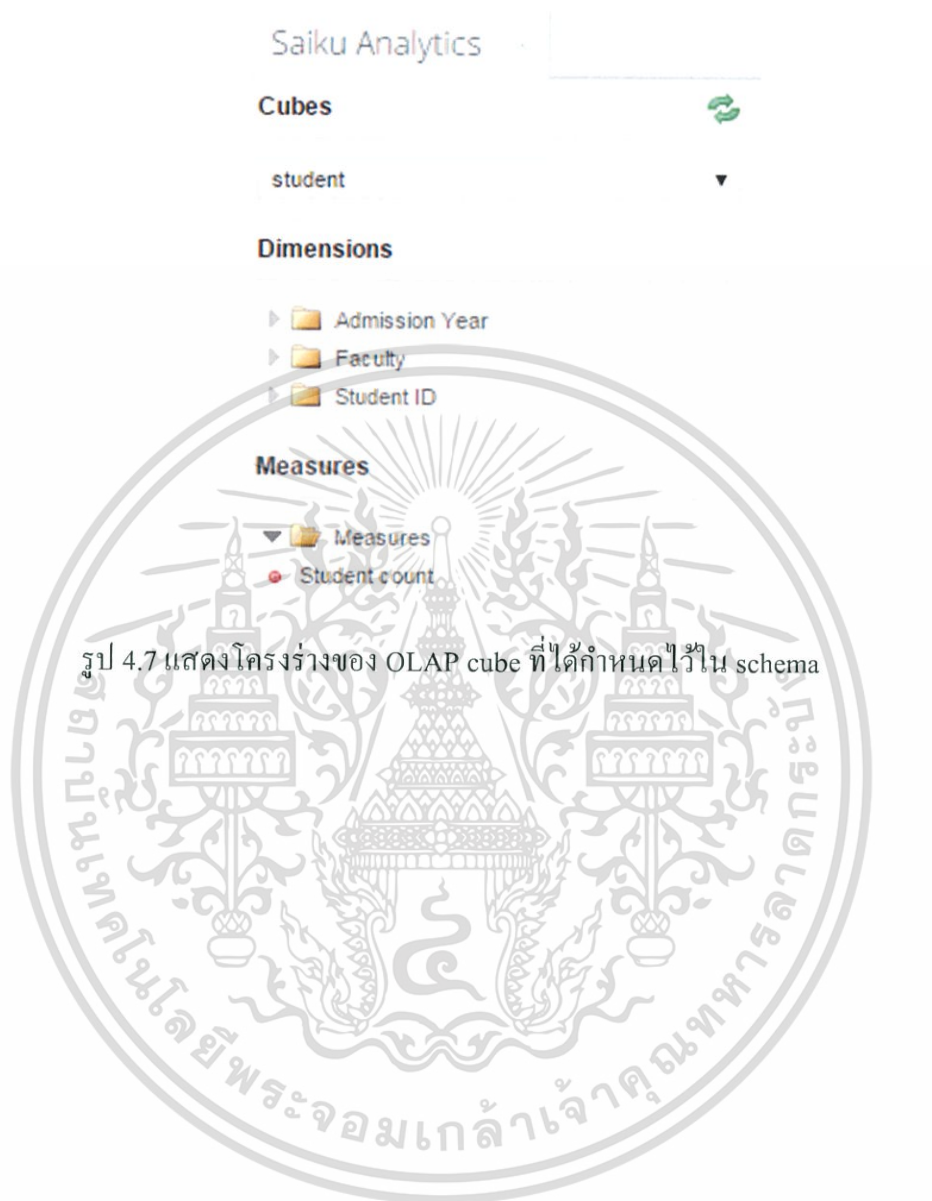 Saiku Analytics
Cubes
student
Dimensions
Admission Year
Faculty
Student ID
Measures
Measures
Student count
รูป 4.7 แสดงโครงร่างของ OLAP cube ที่ได้กำหนดไว้ใน schema
สถาบันเทคโนโลยีพระจอมเกล้าเจ้าคุณทหารลาดกระบัง